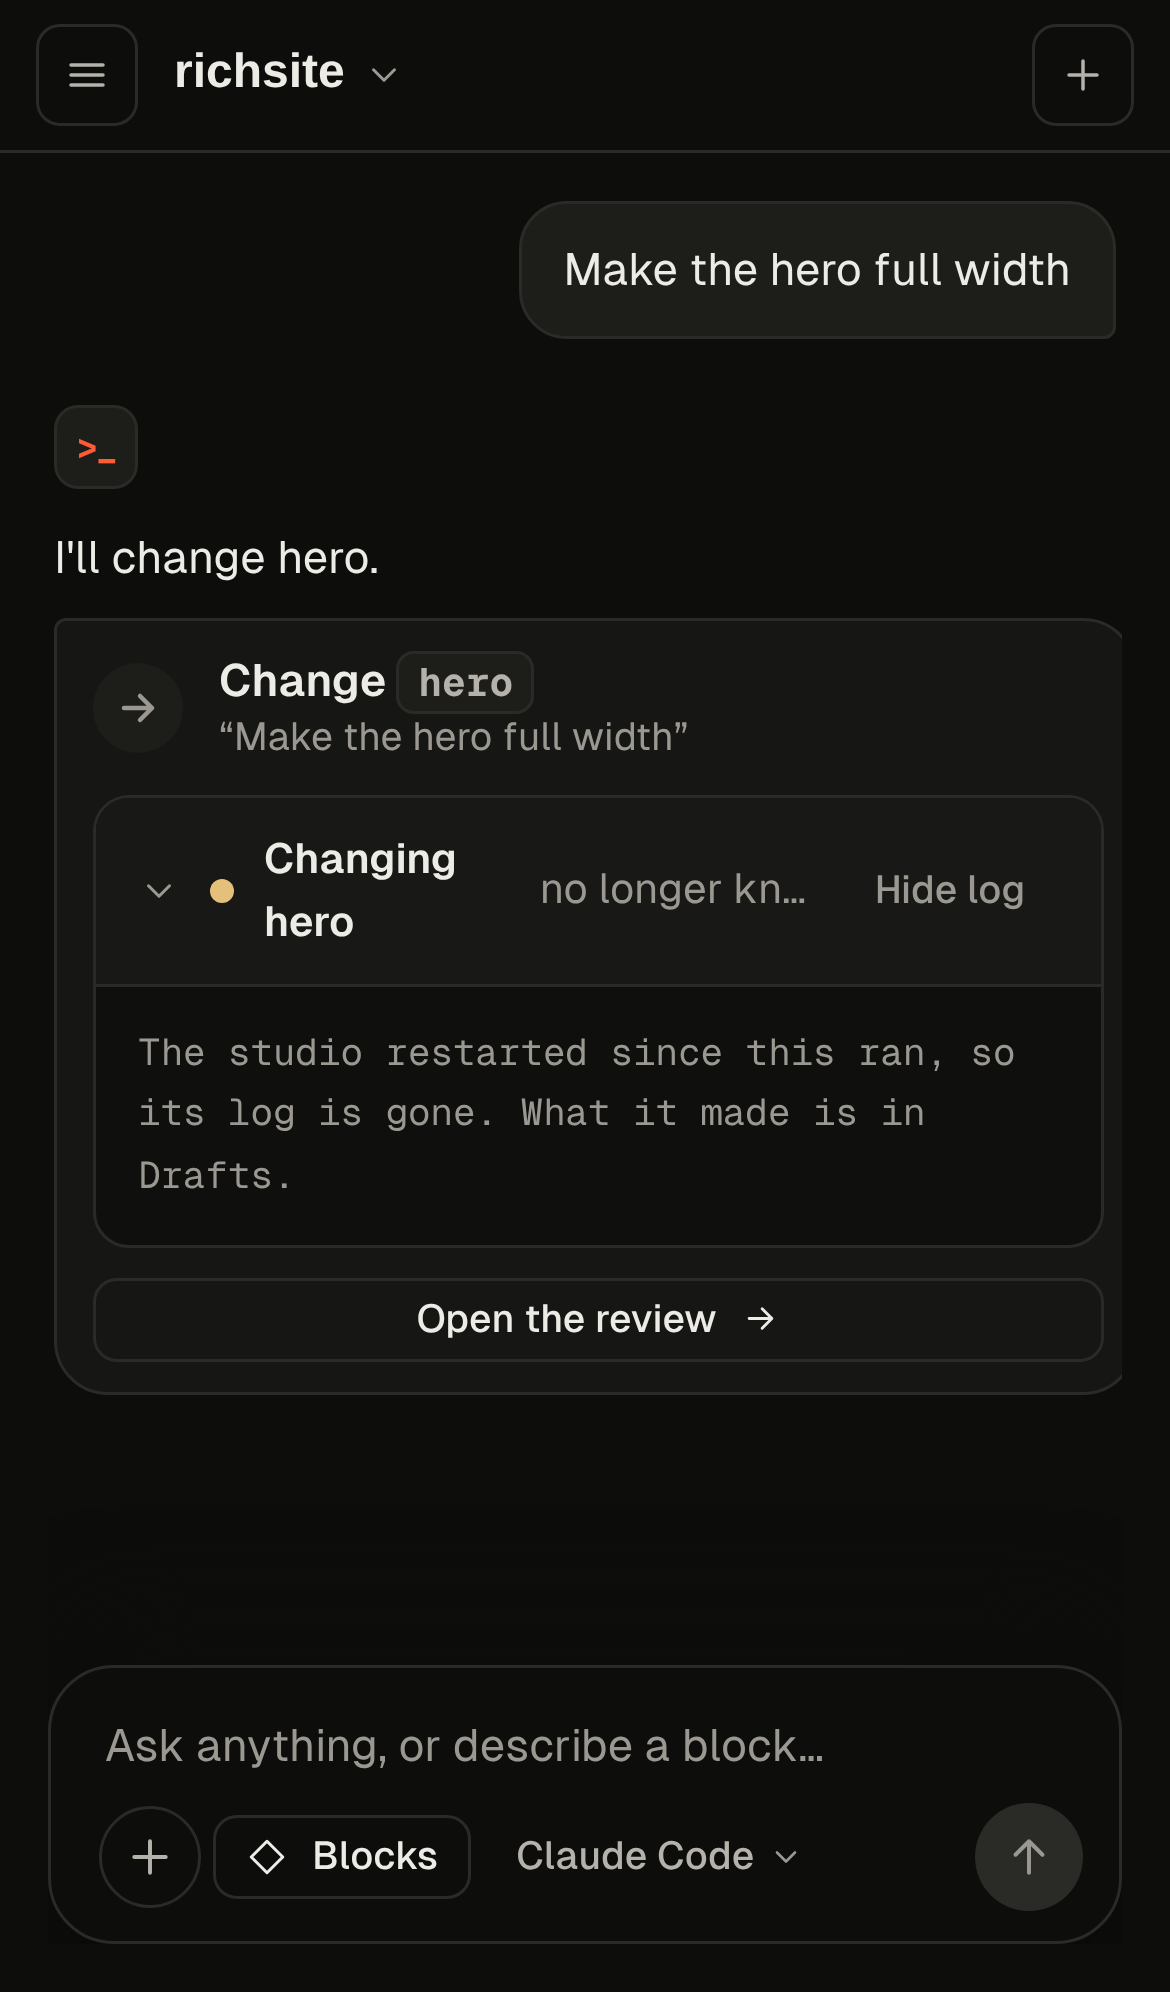 richsite
Make the hero full width
>_
I'll change hero.
Change hero
“Make the hero full width”
Changing
hero
no longer kn…
Hide log
The studio restarted since this ran, so
its log is gone. What it made is in
Drafts.
Open the review →
Ask anything, or describe a block…
Blocks
Claude Code